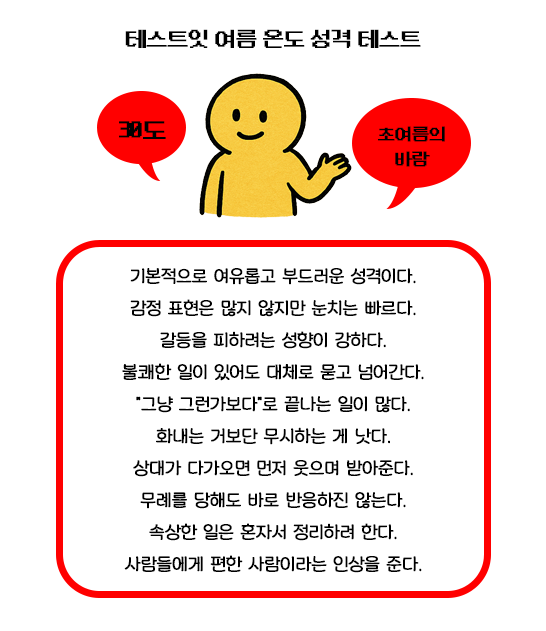 테스트잇 여름 온도 성격 테스트
30도
초여름의
바람
기본적으로 여유롭고 부드러운 성격이다.
감정 표현은 많지 않지만 눈치는 빠르다.
갈등을 피하려는 성향이 강하다.
불쾌한 일이 있어도 대체로 묻고 넘어간다.
"그냥 그런가보다"로 끝나는 일이 많다.
화내는 거보단 무시하는 게 낫다.
상대가 다가오면 먼저 웃으며 받아준다.
무례를 당해도 바로 반응하진 않는다.
속상한 일은 혼자서 정리하려 한다.
사람들에게 편한 사람이라는 인상을 준다.